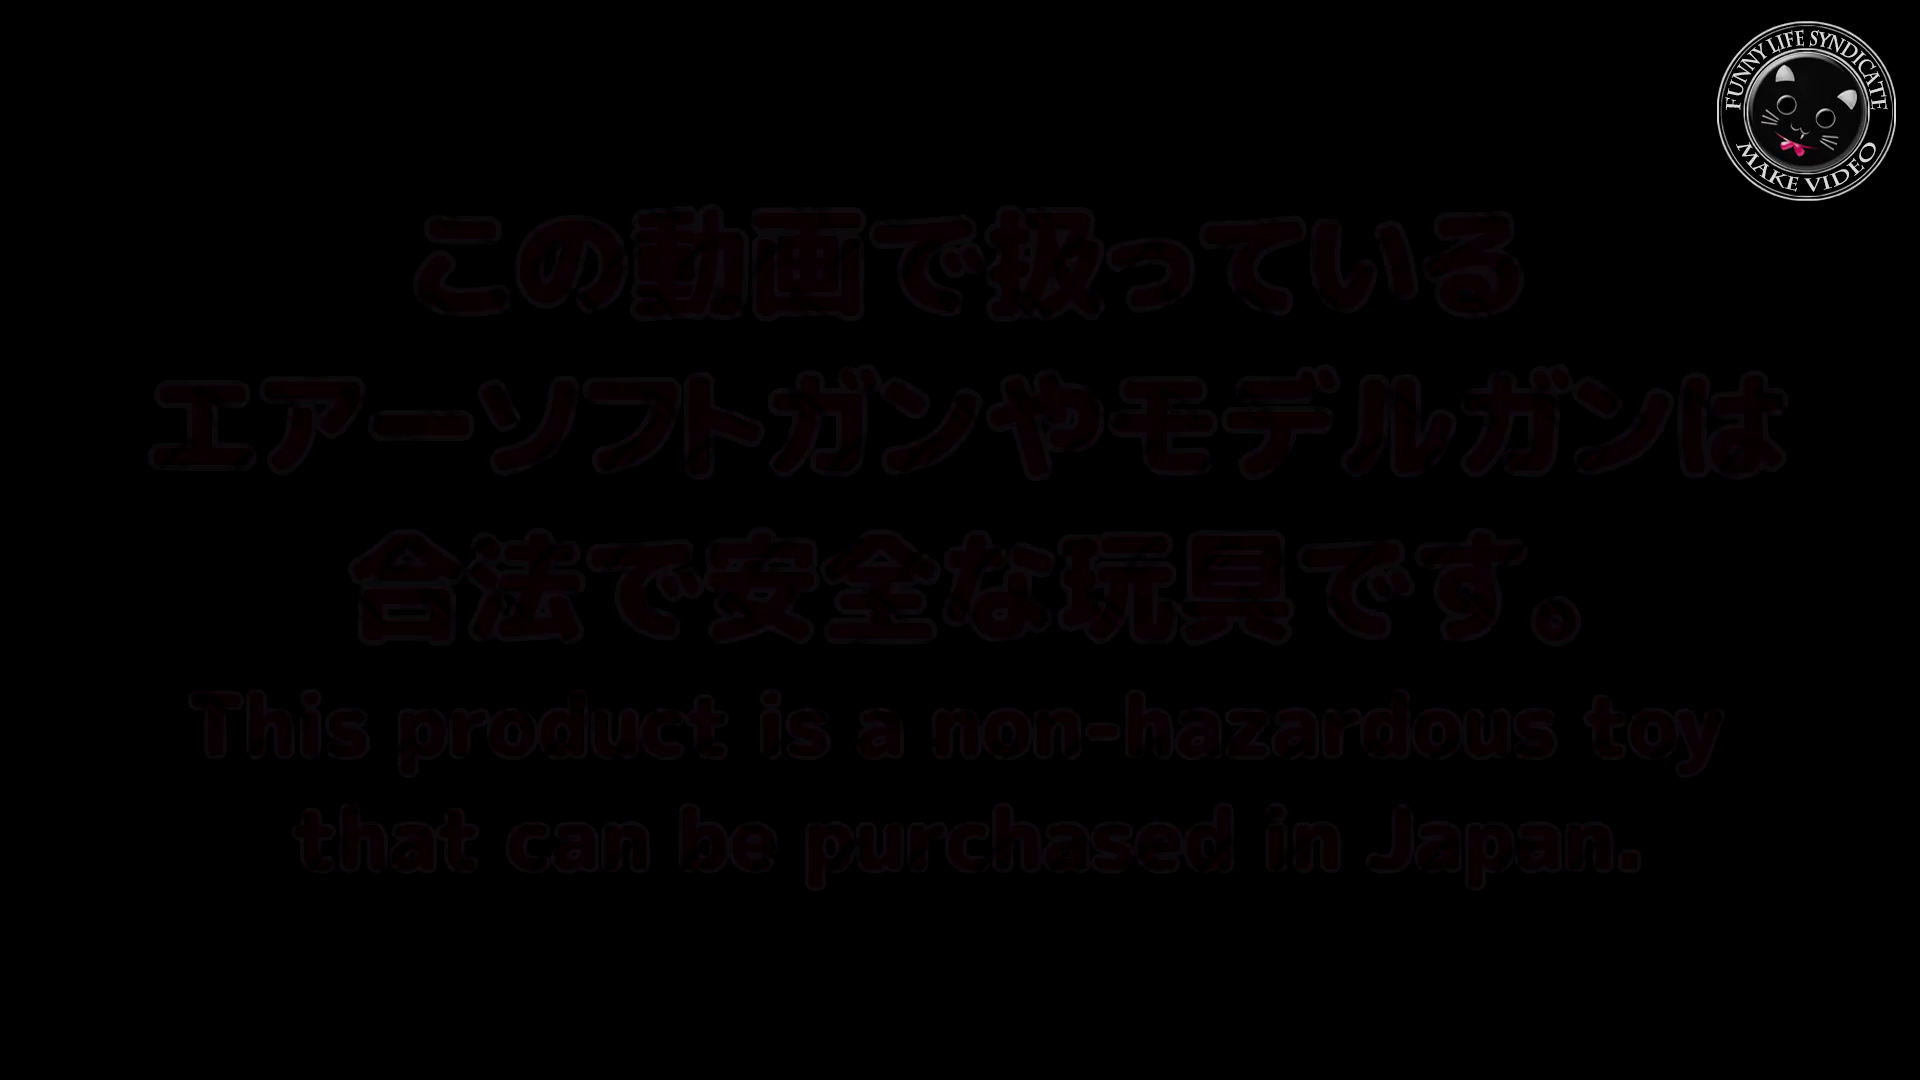 FUNNY LIFE SYNDICATE
MAKE VIDEO
この動画で扱っている
エアーソフトガンやモデルガンは
合法で安全な玩具です。
This product is a non-hazardous toy
that can be purchased in Japan.